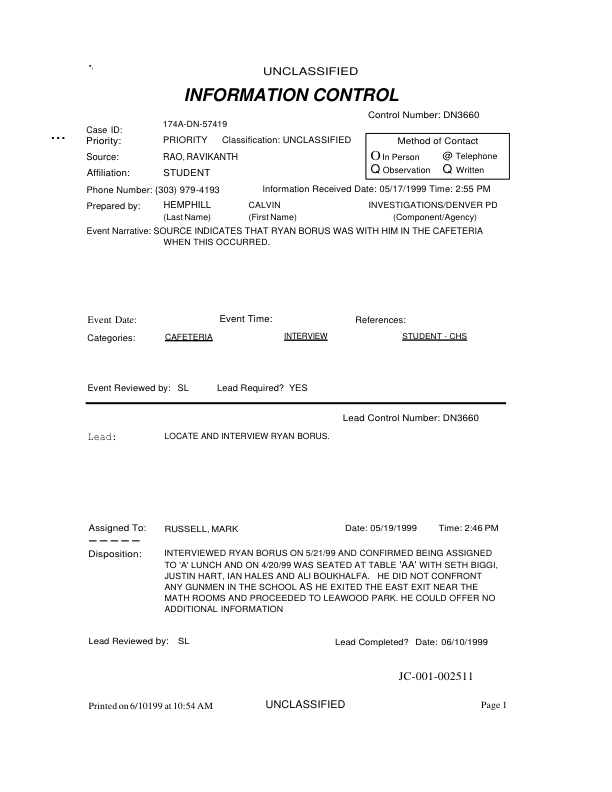 UNCLASSIFIED
INFORMATION CONTROL
Control Number: DN3660
Case ID: 174A-DN-57419
Priority: PRIORITY Classification: UNCLASSIFIED
Method of Contact
O In Person @ Telephone
Q Observation Q Written
Source: RAO, RAVIKANTH
Affiliation: STUDENT
Phone Number: (303) 979-4193 Information Received Date: 05/17/1999 Time: 2:55 PM
Prepared by: HEMPHILL CALVIN INVESTIGATIONS/DENVER PD
(Last Name) (First Name) (Component/Agency)
Event Narrative: SOURCE INDICATES THAT RYAN BORUS WAS WITH HIM IN THE CAFETERIA
WHEN THIS OCCURRED.
Event Date: Event Time: References:
Categories: CAFETERIA INTERVIEW STUDENT - CHS
Event Reviewed by: SL Lead Required? YES
Lead Control Number: DN3660
Lead: LOCATE AND INTERVIEW RYAN BORUS.
Assigned To: RUSSELL, MARK Date: 05/19/1999 Time: 2:46 PM
Disposition: INTERVIEWED RYAN BORUS ON 5/21/99 AND CONFIRMED BEING ASSIGNED
TO 'A' LUNCH AND ON 4/20/99 WAS SEATED AT TABLE 'AA' WITH SETH BIGGI,
JUSTIN HART, IAN HALES AND ALI BOUKHALFA. HE DID NOT CONFRONT
ANY GUNMEN IN THE SCHOOL AS HE EXITED THE EAST EXIT NEAR THE
MATH ROOMS AND PROCEEDED TO LEAWOOD PARK. HE COULD OFFER NO
ADDITIONAL INFORMATION
Lead Reviewed by: SL Lead Completed? Date: 06/10/1999
JC-001-002511
Printed on 6/10199 at 10:54 AM UNCLASSIFIED Page 1